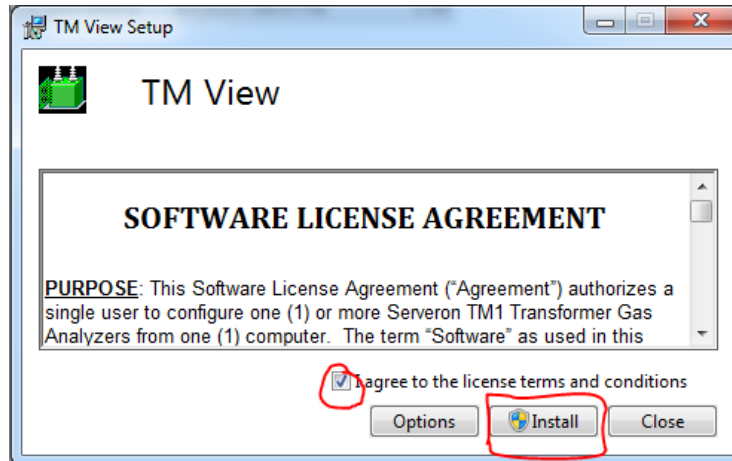 TM View Setup
TM View
SOFTWARE LICENSE AGREEMENT
PURPOSE: This Software License Agreement (“Agreement”) authorizes a
single user to configure one (1) or more Serveron TM1 Transformer Gas
Analyzers from one (1) computer.  The term “Software” as used in this
I agree to the license terms and conditions
Options Install Close